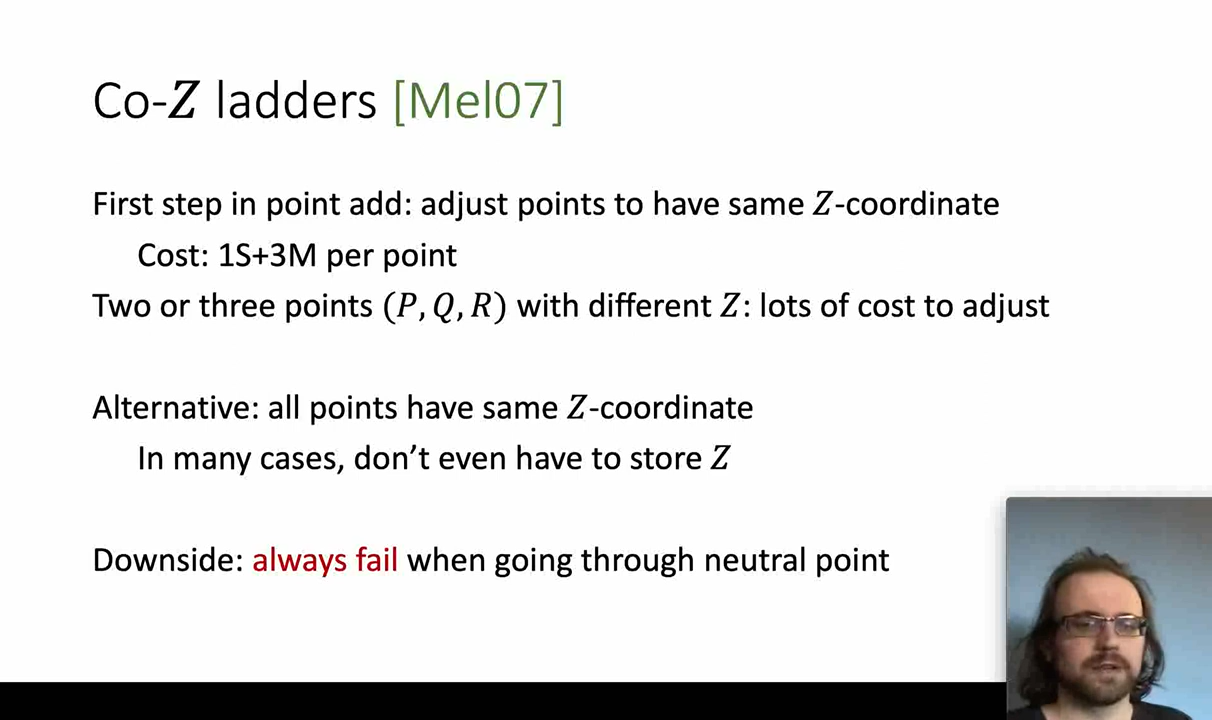 Co-Z ladders [Mel07]
First step in point add: adjust points to have same Z-coordinate
Cost: 1S+3M per point
Two or three points (P, Q, R) with different Z: lots of cost to adjust
Alternative: all points have same Z-coordinate
In many cases, don’t even have to store Z
Downside: always fail when going through neutral point